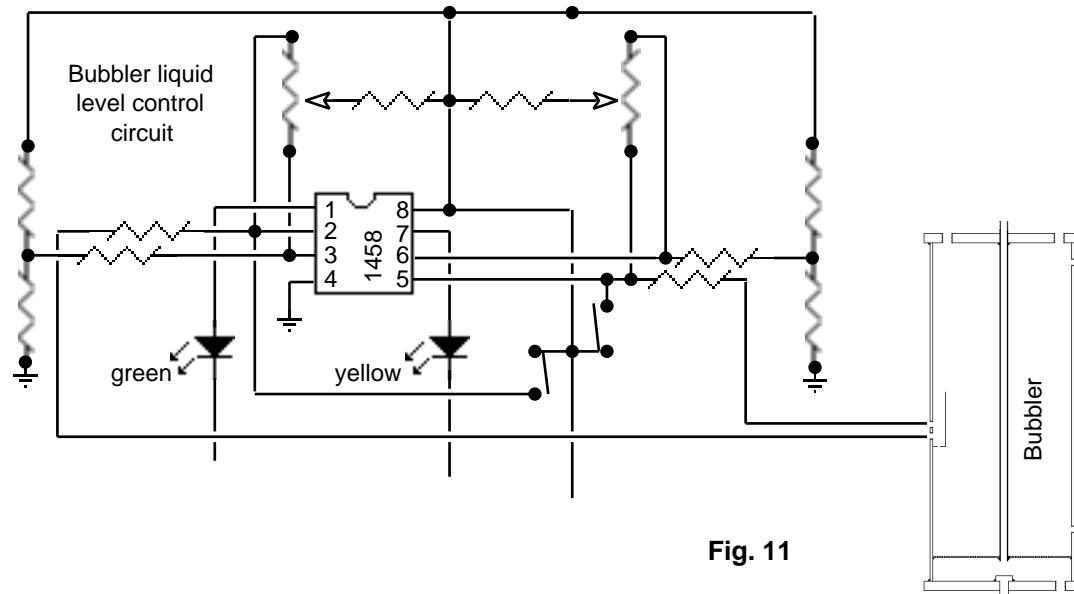 Bubbler liquid
level control
circuit
1
2
3
4
8
7
6
5
1458
green
yellow
Bubbler
Fig. 11